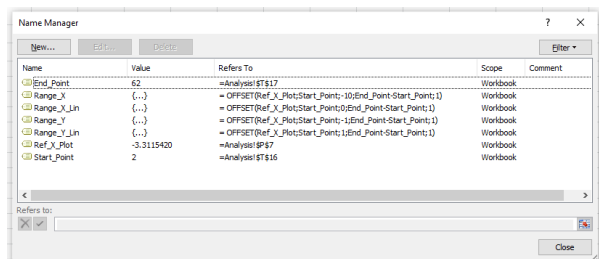 Name Manager ? ×
New... Edit... Delete Filter
Name Value Refers To Scope Comment
End_Point 62 =Analysis!$T$17 Workbook
Range_X {...} = OFFSET(Ref_X_Plot;Start_Point;-10;End_Point-Start_Point;1) Workbook
Range_X_Lin {...} = OFFSET(Ref_X_Plot;Start_Point;0;End_Point-Start_Point;1) Workbook
Range_Y {...} = OFFSET(Ref_X_Plot;Start_Point;-1;End_Point-Start_Point;1) Workbook
Range_Y_Lin {...} = OFFSET(Ref_X_Plot;Start_Point;1;End_Point-Start_Point;1) Workbook
Ref_X_Plot -3.3115420 =Analysis!$P$7 Workbook
Start_Point 2 =Analysis!$T$16 Workbook
Refers to:
Close